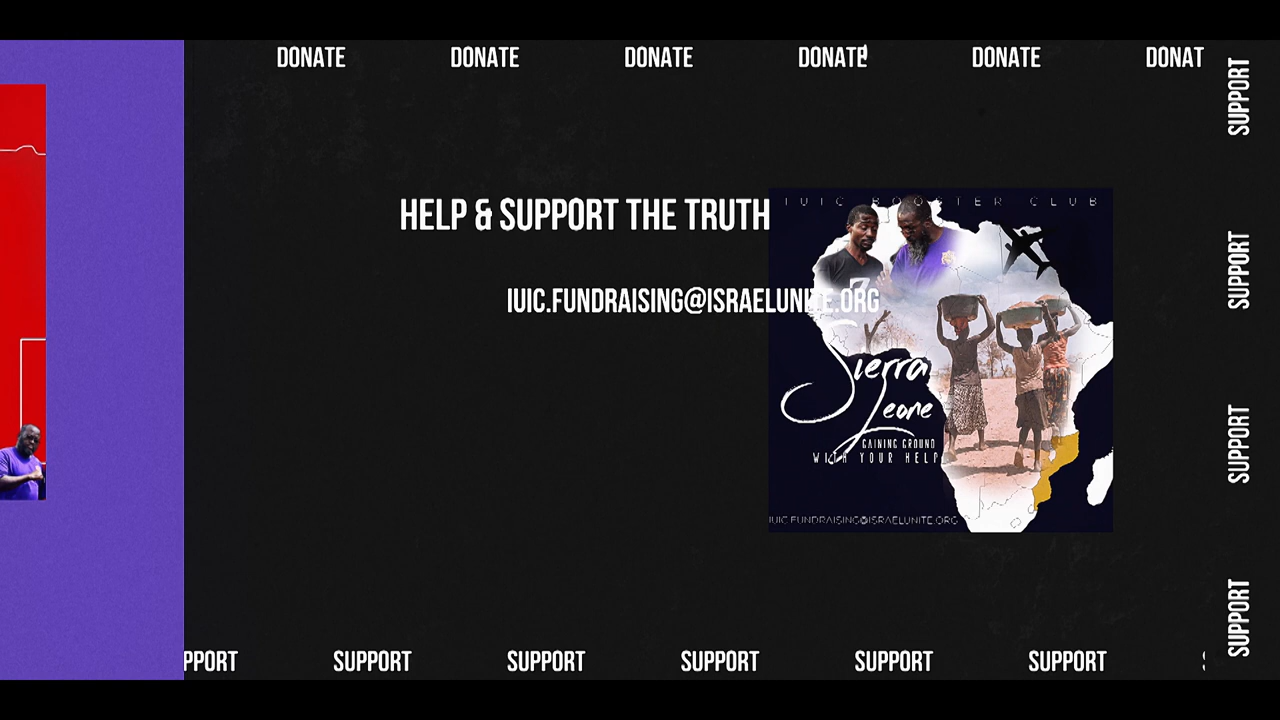 DONATE DONATE DONATE DONATE DONATE DONAT
SUPPORT
SUPPORT
SUPPORT
SUPPORT
HELP & SUPPORT THE TRUTH
IUIC.FUNDRAISING@ISRAELUNITE.ORG
IUIC BOOSTER CLUB
Sierra
Leone
GAINING GROUND
WITH YOUR HELP
IUIC.FUNDRAISING@ISRAELUNITE.ORG
PPORT SUPPORT SUPPORT SUPPORT SUPPORT SUPPORT